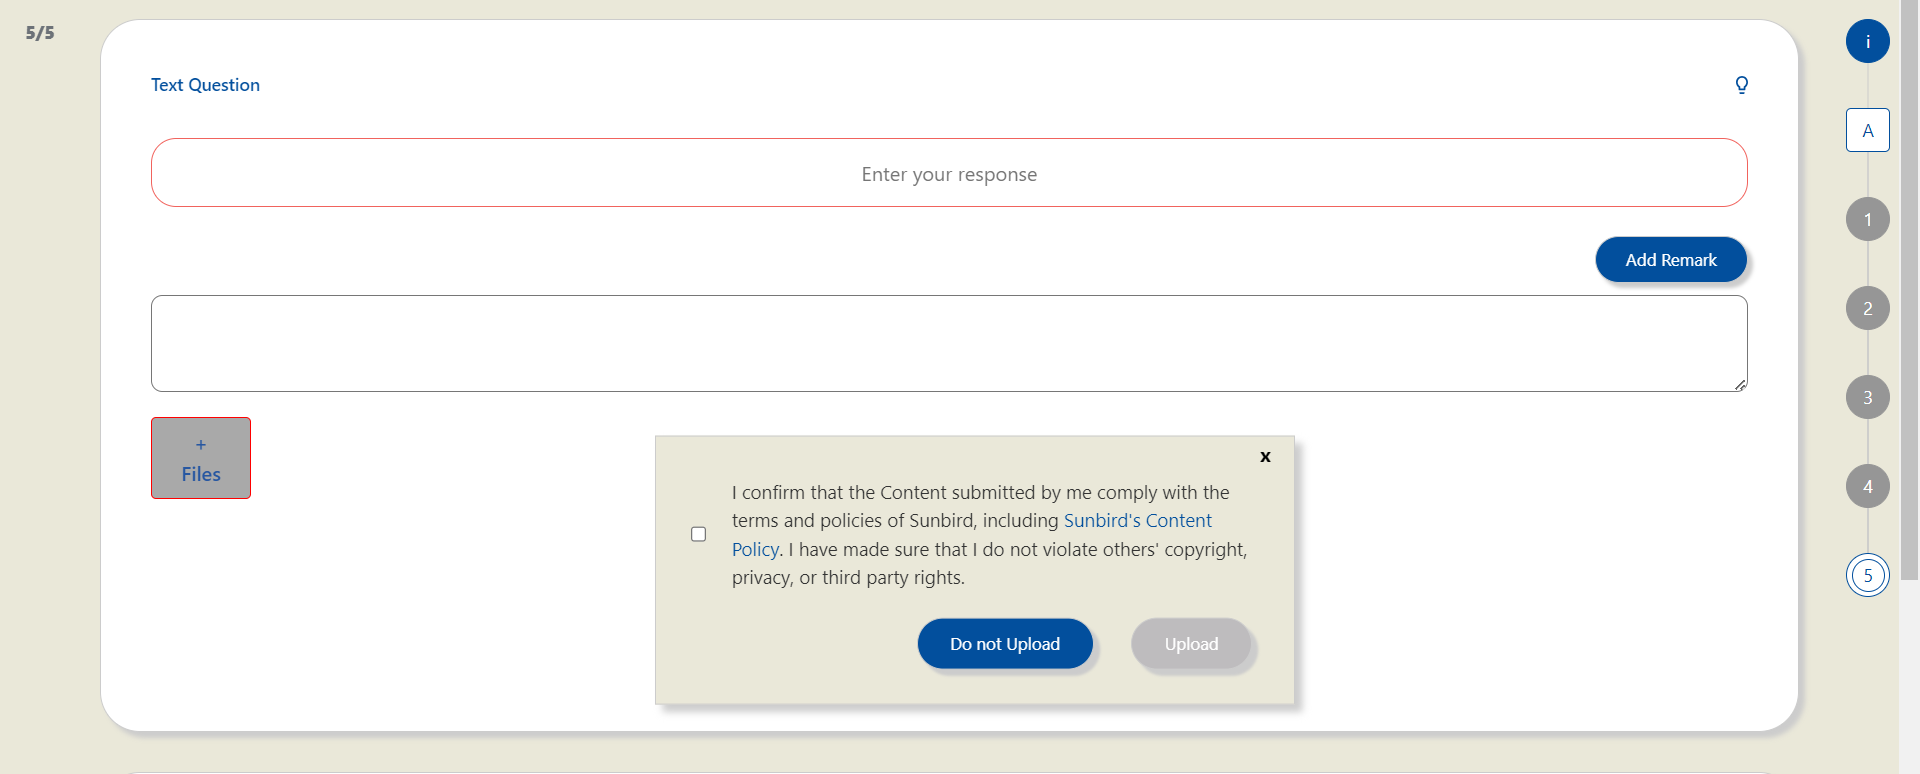 5/5
Text Question
Enter your response
Add Remark
+
Files
x
I confirm that the Content submitted by me comply with the
terms and policies of Sunbird, including Sunbird's Content
Policy. I have made sure that I do not violate others' copyright,
privacy, or third party rights.
Do not Upload
Upload
i
A
1
2
3
4
5